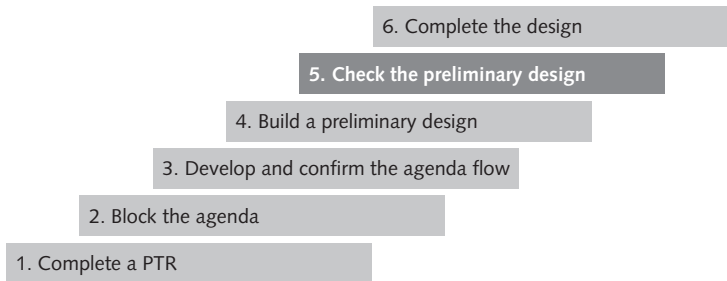 6. Complete the design
5. Check the preliminary design
4. Build a preliminary design
3. Develop and confirm the agenda flow
2. Block the agenda
1. Complete a PTR